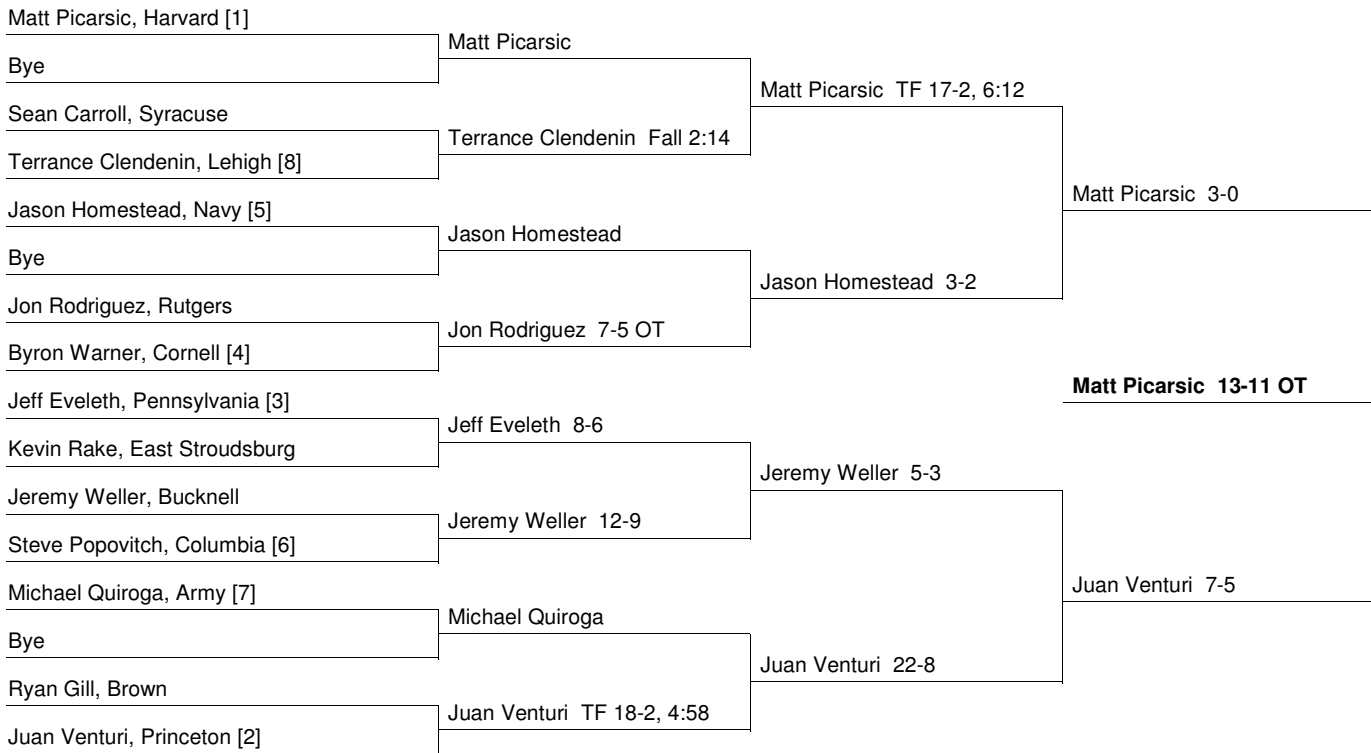 Matt Picarsic, Harvard [1]
Bye
Sean Carroll, Syracuse
Terrance Clendenin, Lehigh [8]
Jason Homestead, Navy [5]
Bye
Jon Rodriguez, Rutgers
Byron Warner, Cornell [4]
Jeff Eveleth, Pennsylvania [3]
Kevin Rake, East Stroudsburg
Jeremy Weller, Bucknell
Steve Popovitch, Columbia [6]
Michael Quiroga, Army [7]
Bye
Ryan Gill, Brown
Juan Venturi, Princeton [2]
Matt Picarsic
Terrance Clendenin Fall 2:14
Jason Homestead
Jon Rodriguez 7-5 OT
Jeff Eveleth 8-6
Jeremy Weller 12-9
Michael Quiroga
Juan Venturi TF 18-2, 4:58
Matt Picarsic TF 17-2, 6:12
Jason Homestead 3-2
Jeremy Weller 5-3
Juan Venturi 22-8
Matt Picarsic 3-0
Matt Picarsic 13-11 OT
Juan Venturi 7-5